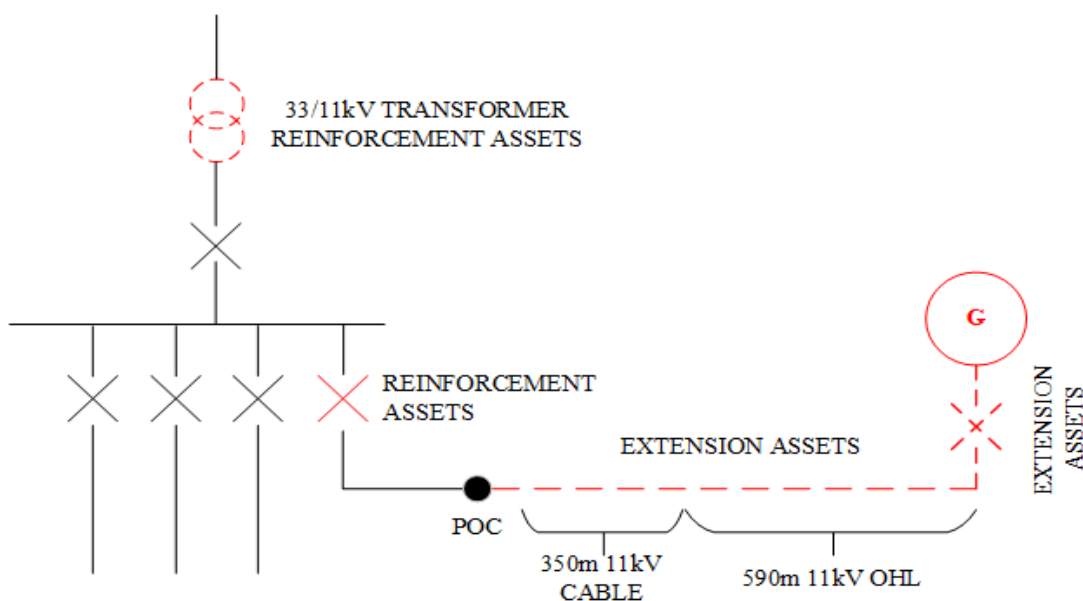 33/11kV TRANSFORMER
REINFORCEMENT ASSETS
G
REINFORCEMENT
ASSETS
EXTENSION ASSETS
EXTENSION
ASSETS
POC
350m 11kV
CABLE
590m 11kV OHL